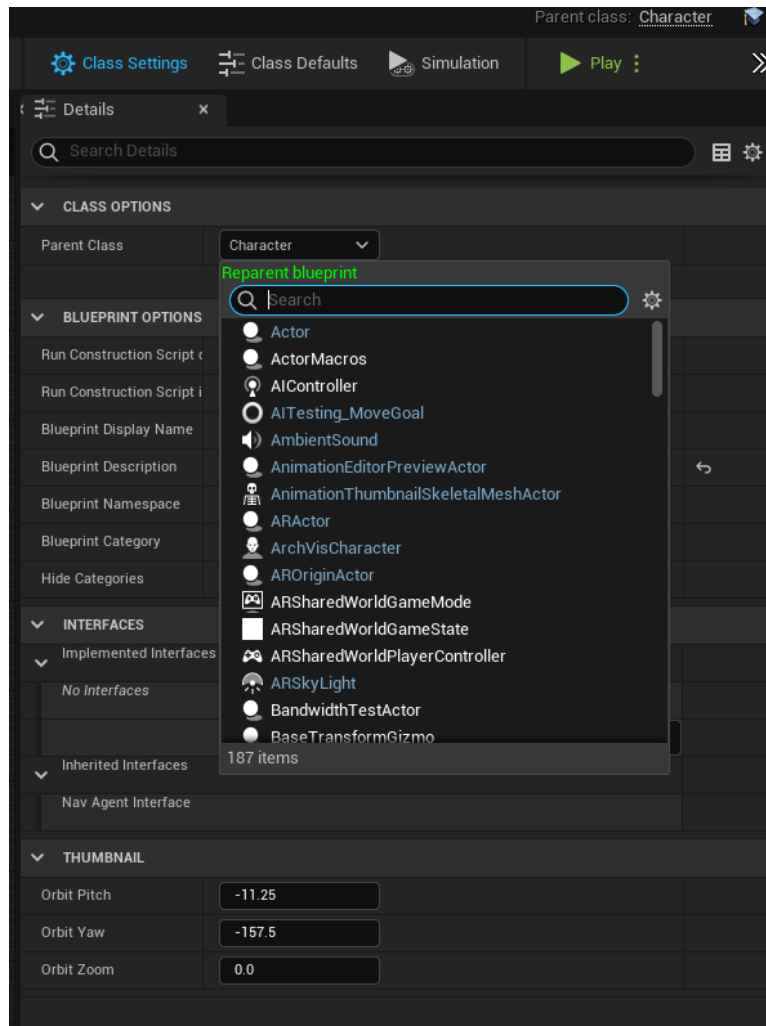 Parent class: Character
Class Settings
Class Defaults
Simulation
Play
Details
Search Details
CLASS OPTIONS
Parent Class
Character
Reparent blueprint
Search
Actor
ActorMacros
AIController
AITesting_MoveGoal
AmbientSound
AnimationEditorPreviewActor
AnimationThumbnailSkeletalMeshActor
ARActor
ArchVisCharacter
AROriginActor
ARSharedWorldGameMode
ARSharedWorldGameState
ARSharedWorldPlayerController
ARSkyLight
BandwidthTestActor
BaseTransformGizmo
187 items
BLUEPRINT OPTIONS
Run Construction Script
Run Construction Script i
Blueprint Display Name
Blueprint Description
Blueprint Namespace
Blueprint Category
Hide Categories
INTERFACES
Implemented Interfaces
No Interfaces
Inherited Interfaces
Nav Agent Interface
THUMBNAIL
Orbit Pitch
-11.25
Orbit Yaw
-157.5
Orbit Zoom
0.0